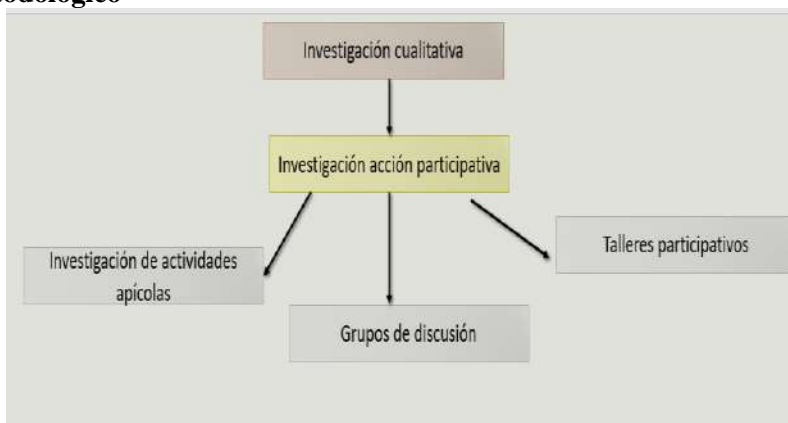 Investigación cualitativa
Investigación acción participativa
Investigación de actividades
apícolas
Grupos de discusión
Talleres participativos